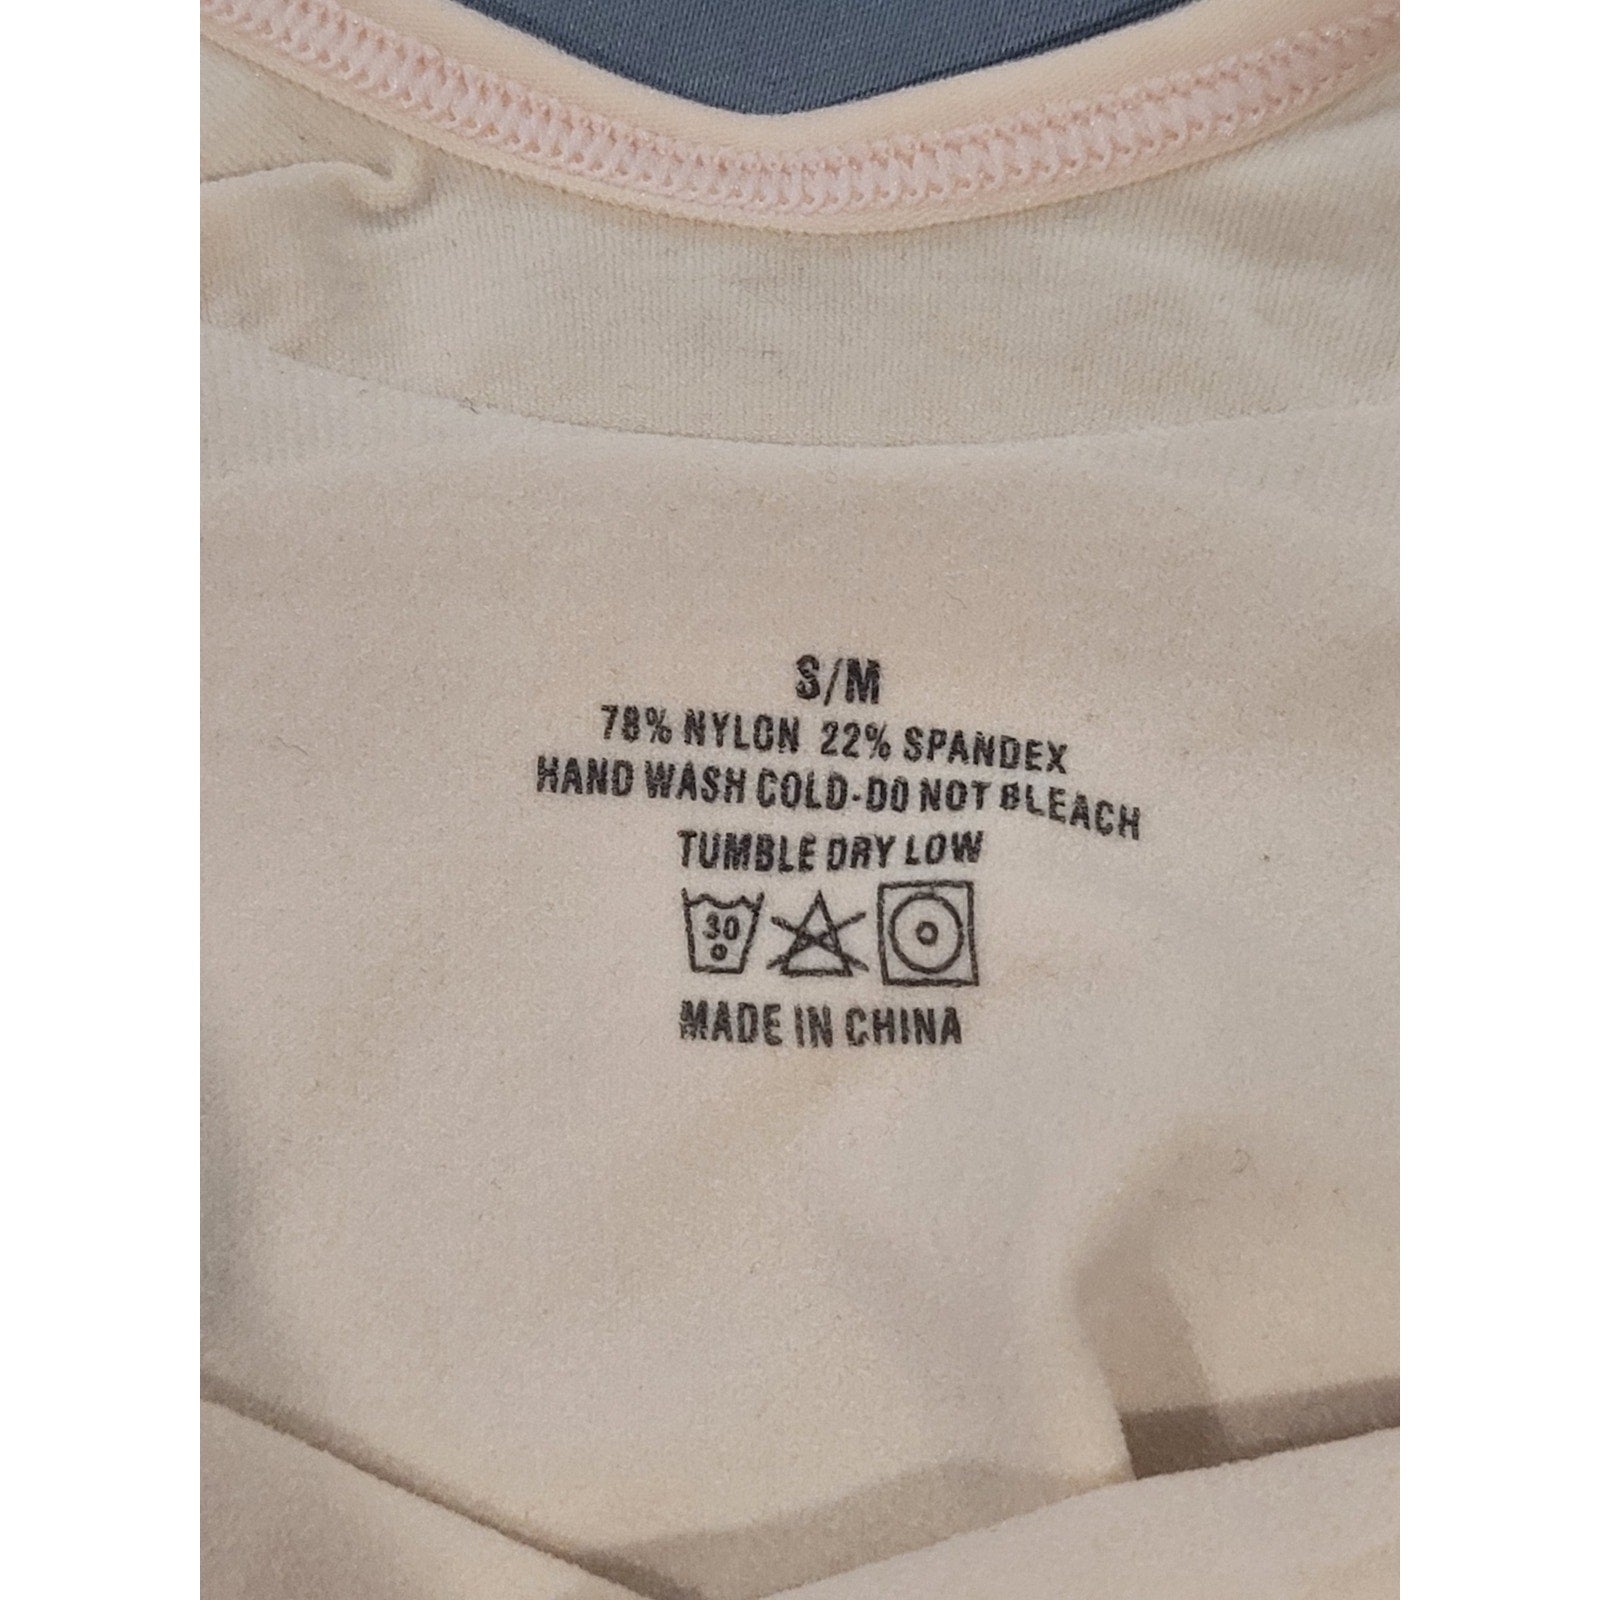 S/M
78% NYLON 22% SPANDEX
HAND WASH COLD-DO NOT BLEACH
TUMBLE DRY LOW
30
MADE IN CHINA